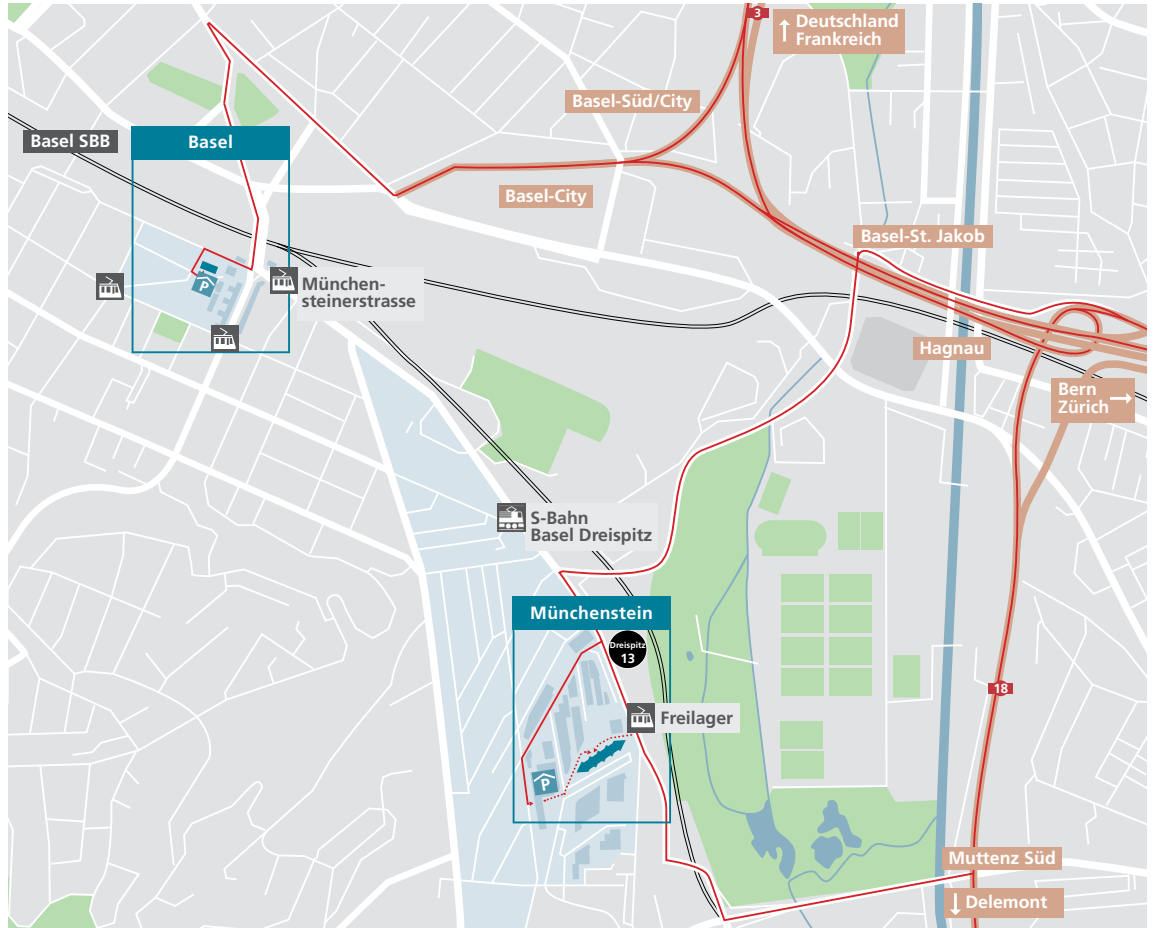 3
↑ Deutschland
Frankreich
Basel-Süd/City
Basel SBB
Basel
Basel-City
Basel-St. Jakob
München-
steinerstrasse
P
Hagnau
Bern
Zürich →
S-Bahn
Basel Dreispitz
Münchenstein
Dreispitz
13
18
Freilager
P
Muttenz Süd
↓ Delemont